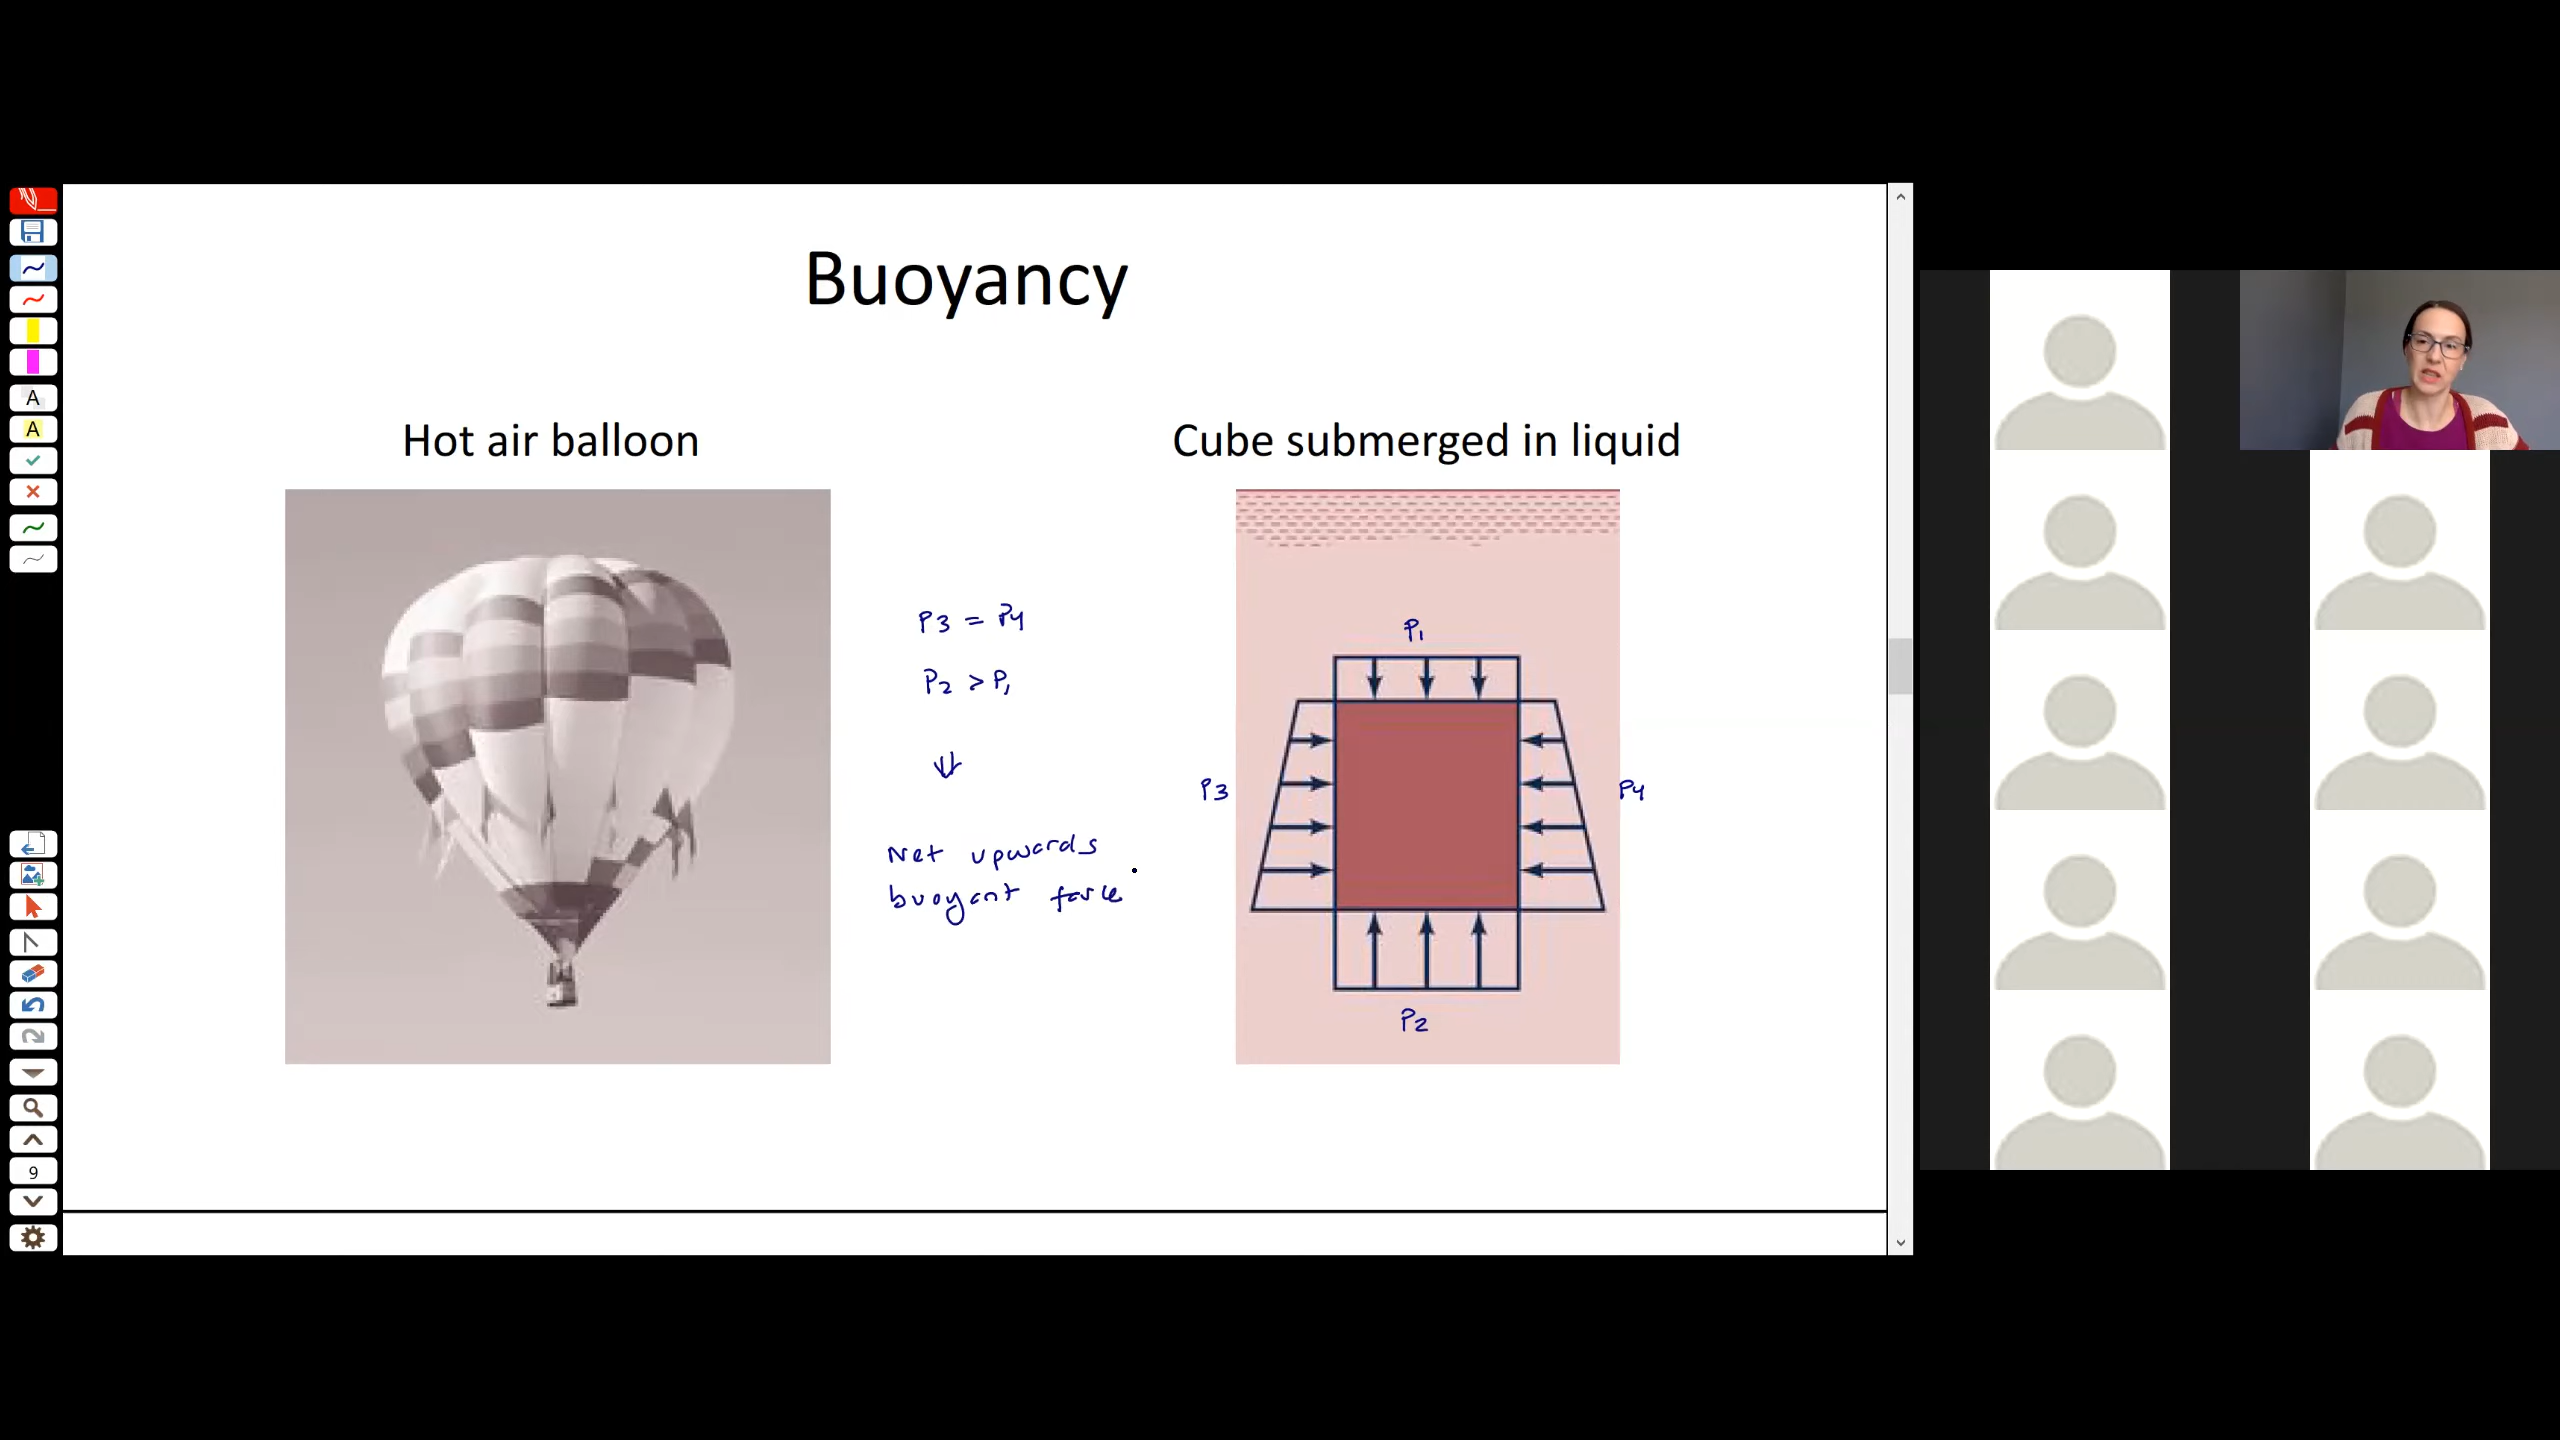 Buoyancy
Hot air balloon
Cube submerged in liquid
P3 = P4
P2 > P1
⇓
Net upwards
buoyant force
P1
P3
P4
P2
A
A
9